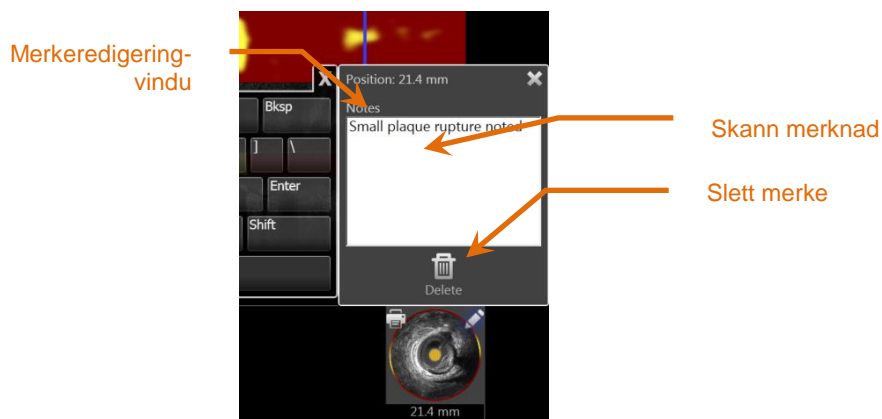 Merkeredigering-
vindu
X
Position: 21.4 mm
Notes
Small plaque rupture noted
Bksp
] \
Enter
Shift
Delete
21.4 mm
Skann merknad
Slett merke